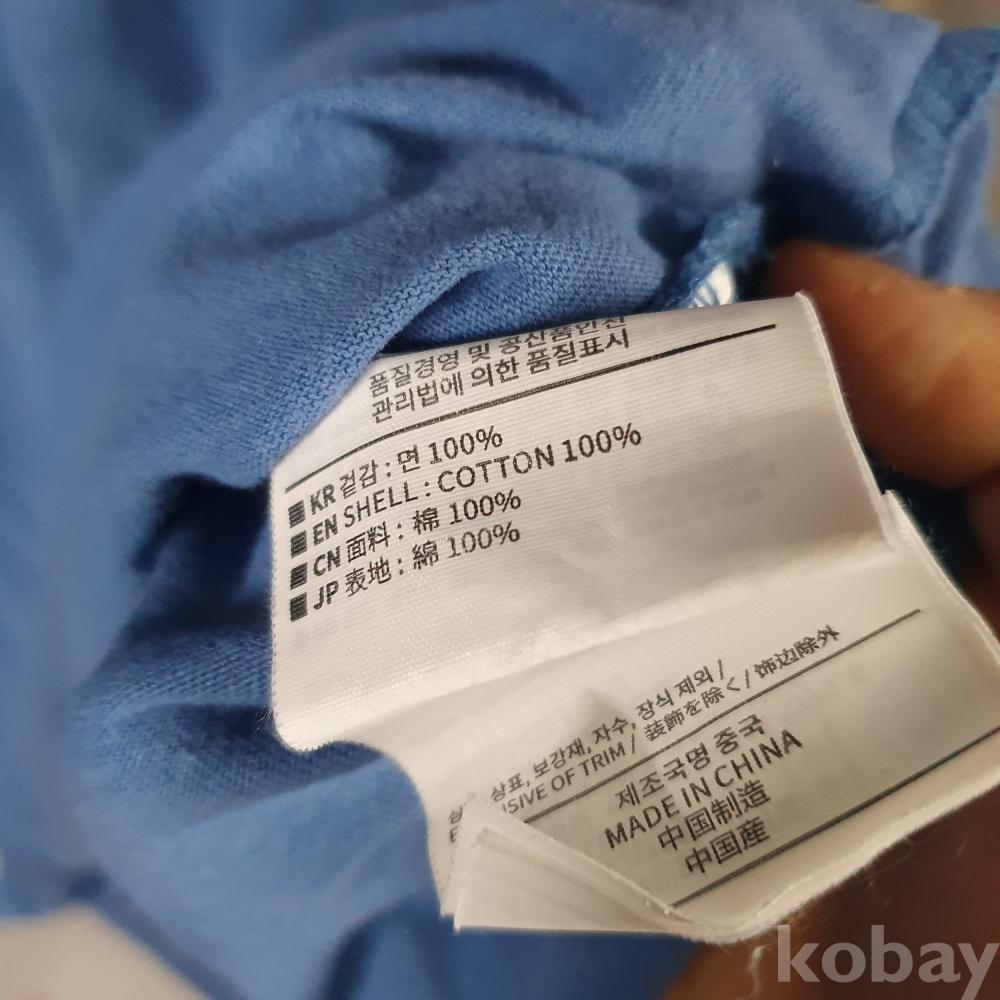 품질경영 및 공산품안전
관리법에 의한 품질표시
KR 겉감 : 면 100%
EN SHELL : COTTON 100%
CN 面料 : 棉 100%
JP 表地 : 綿 100%
상표, 보강재, 자수, 장식 제외 /
OF TRIM / 装飾を除く / 饰边除外
제조국명 중국
MADE IN CHINA
中国制造
中国産
kobay